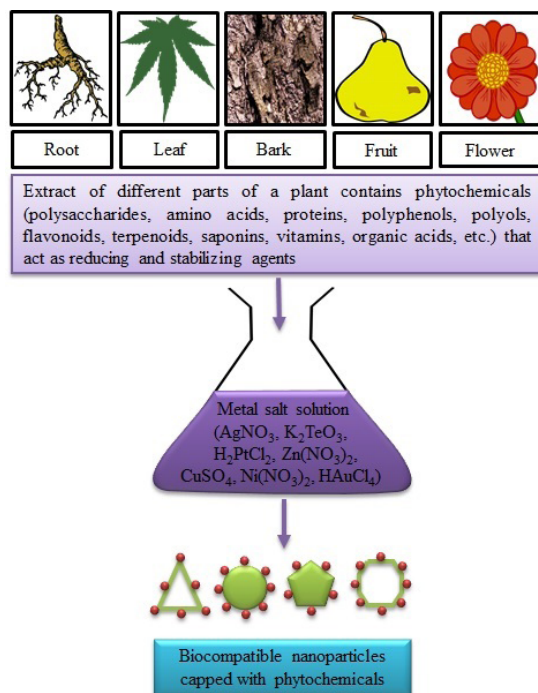 Root Leaf Bark Fruit Flower
Extract of different parts of a plant contains phytochemicals
(polysaccharides, amino acids, proteins, polyphenols, polyols,
flavonoids, terpenoids, saponins, vitamins, organic acids, etc.) that
act as reducing and stabilizing agents
Metal salt solution
(AgNO₃, K₂TeO₃,
H₂PtCl₂, Zn(NO₃)₂,
CuSO₄, Ni(NO₃)₂, HAuCl₄)
Biocompatible nanoparticles
capped with phytochemicals